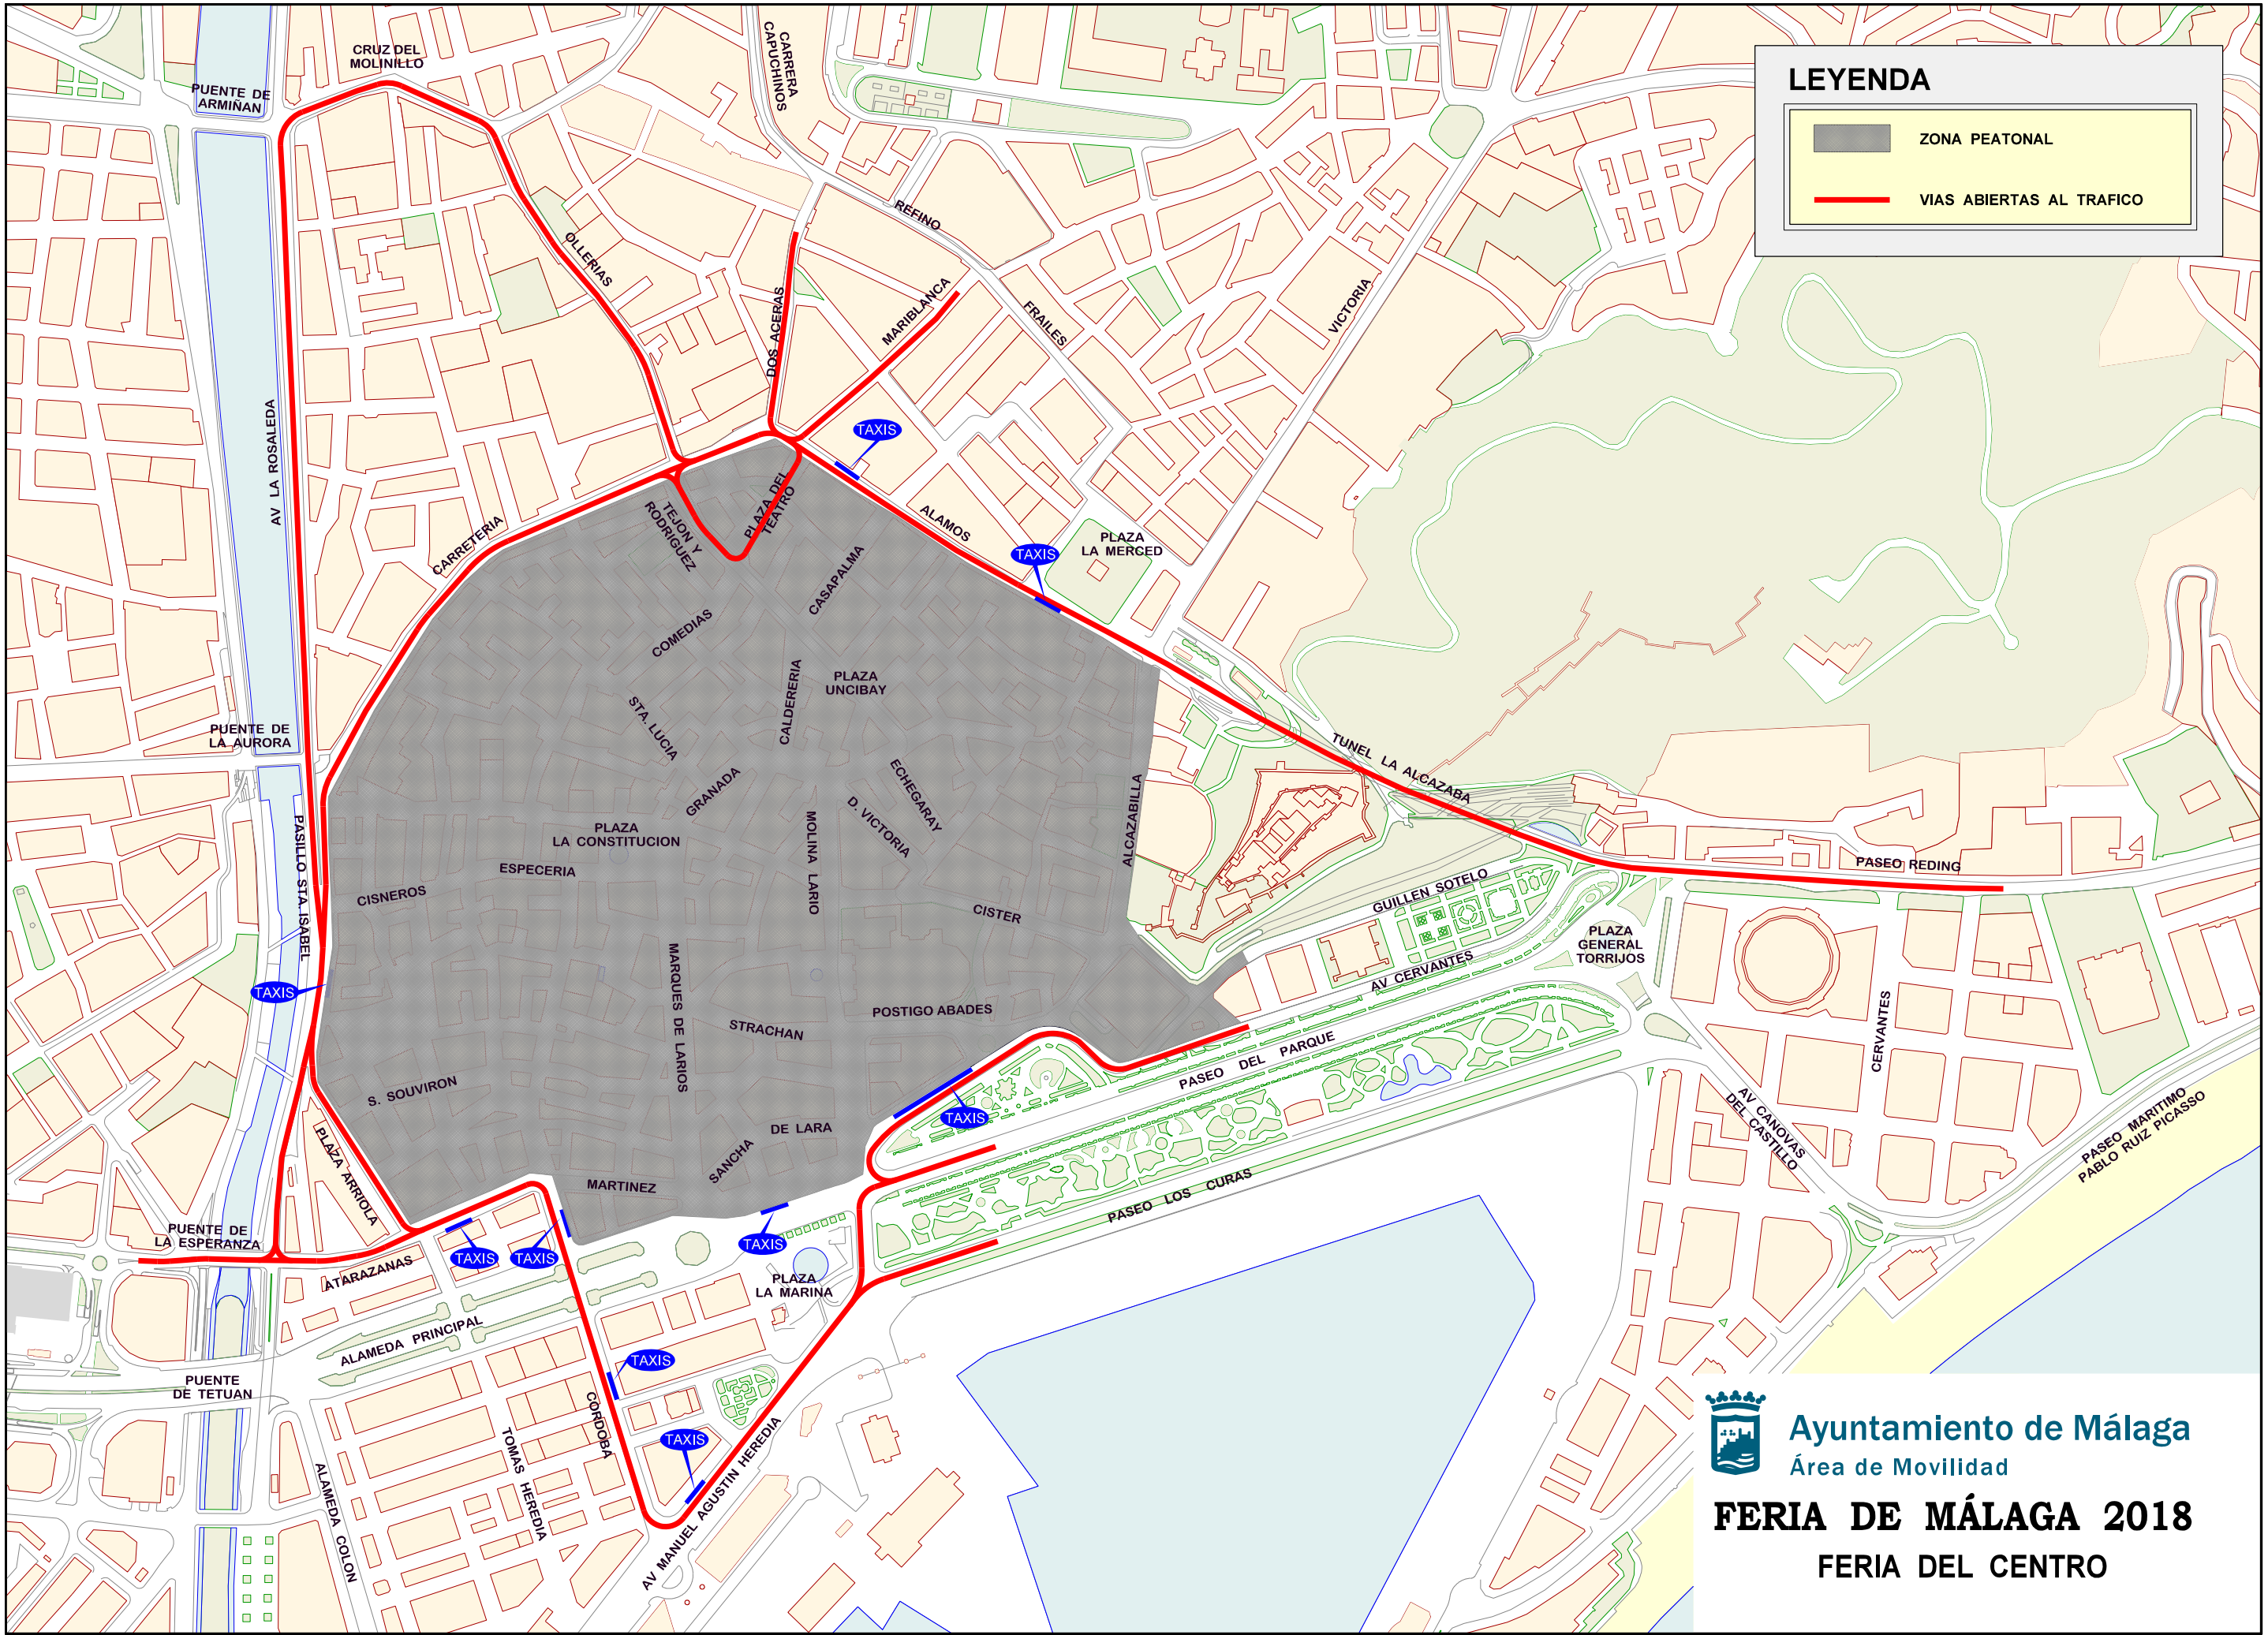 CRUZ DEL
MOLINILLO
CARRERA
CAPUCHINOS
PUENTE DE
ARMIÑAN
LEYENDA
ZONA PEATONAL
VIAS ABIERTAS AL TRAFICO
REFINO
OLLERIAS
DOS ACERAS
MARIBLANCA
FRAILES
VICTORIA
AV LA ROSALEDA
TAXIS
CARRETERIA
TEJON Y
RODRIGUEZ
PLAZA DEL
TEATRO
ALAMOS
TAXIS
PLAZA
LA MERCED
CASAPALMA
COMEDIAS
PLAZA
UNCIBAY
CALDERERIA
STA. LUCIA
PUENTE DE
LA AURORA
TUNEL LA ALCAZABA
GRANADA
ECHEGARAY
D. VICTORIA
ALCAZABILLA
PLAZA
LA CONSTITUCION
MOLINA LARIO
PASILLO STA. ISABEL
ESPECERIA
CISNEROS
PASEO REDING
GUILLEN SOTELO
CISTER
PLAZA
GENERAL
TORRIJOS
AV CERVANTES
TAXIS
MARQUES DE LARIOS
POSTIGO ABADES
STRACHAN
CERVANTES
PASEO DEL PARQUE
S. SOUVIRON
TAXIS
DE LARA
SANCHA
MARTINEZ
PLAZA ARRIOLA
AV CANOVAS
DEL CASTILLO
PASEO MARITIMO
PABLO RUIZ PICASSO
PASEO LOS CURAS
PUENTE DE
LA ESPERANZA
TAXIS
TAXIS
TAXIS
ATARAZANAS
PLAZA
LA MARINA
ALAMEDA PRINCIPAL
TAXIS
PUENTE
DE TETUAN
CORDOBA
TAXIS
TOMAS HEREDIA
ALAMEDA COLON
AV MANUEL AGUSTIN HEREDIA
Ayuntamiento de Málaga
Área de Movilidad
FERIA DE MÁLAGA 2018
FERIA DEL CENTRO